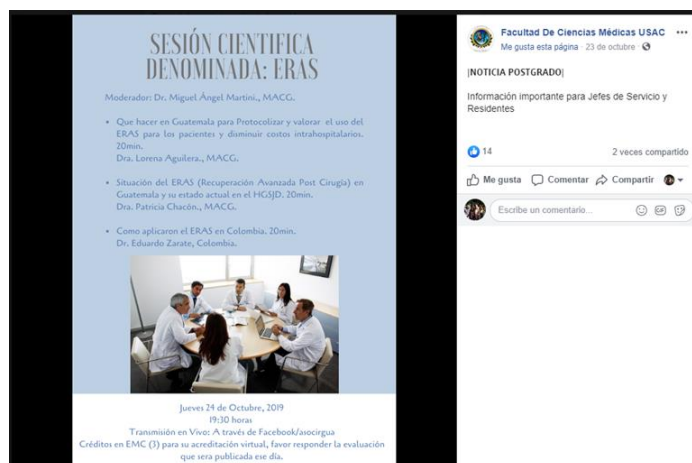 SESIÓN CIENTIFICA
DENOMINADA: ERAS
Moderador: Dr. Miguel Ángel Martini., MACG.
• Que hacer en Guatemala para Protocolizar y valorar el uso del
ERAS para los pacientes y disminuir costos intrahospitalarios.
20min.
Dra. Lorena Aguilera., MACG.
• Situación del ERAS (Recuperación Avanzada Post Cirugía) en
Guatemala y su estado actual en el HGSJD. 20min.
Dra. Patricia Chacón., MACG.
• Como aplicaron el ERAS en Colombia. 20min.
Dr. Eduardo Zarate, Colombia.
Jueves 24 de Octubre, 2019
19:30 horas
Transmisión en Vivo: A través de Facebook/asocirgua
Créditos en EMC (3) para su acreditación virtual, favor responder la evaluación
que sera publicada ese día.
Facultad De Ciencias Médicas USAC
Me gusta esta página · 23 de octubre ·
|NOTICIA POSTGRADO|
Información importante para Jefes de Servicio y
Residentes
14
2 veces compartido
Me gusta Comentar Compartir
Escribe un comentario...
GIF